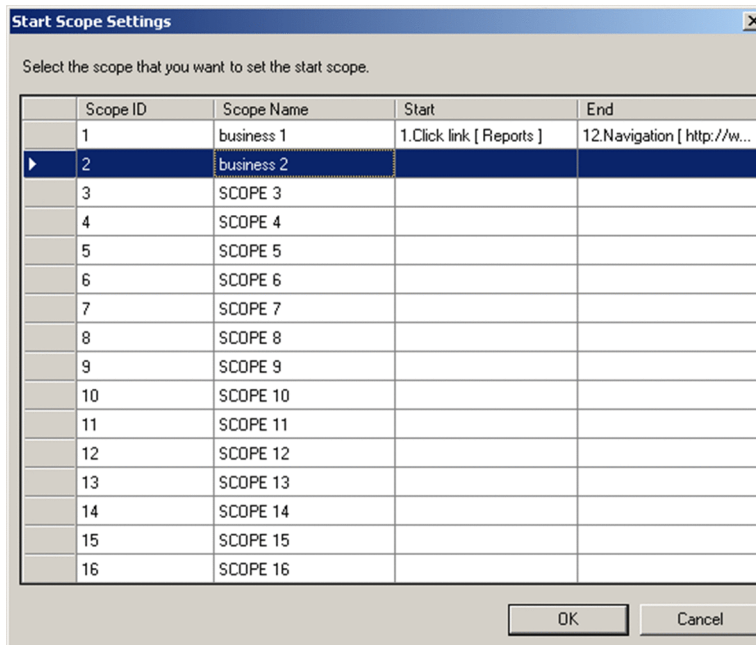 Start Scope Settings
Select the scope that you want to set the start scope.
Scope ID Scope Name Start End
1 business 1 1.Click link [ Reports ] 12.Navigation [ http://w...
2 business 2
3 SCOPE 3
4 SCOPE 4
5 SCOPE 5
6 SCOPE 6
7 SCOPE 7
8 SCOPE 8
9 SCOPE 9
10 SCOPE 10
11 SCOPE 11
12 SCOPE 12
13 SCOPE 13
14 SCOPE 14
15 SCOPE 15
16 SCOPE 16
OK Cancel